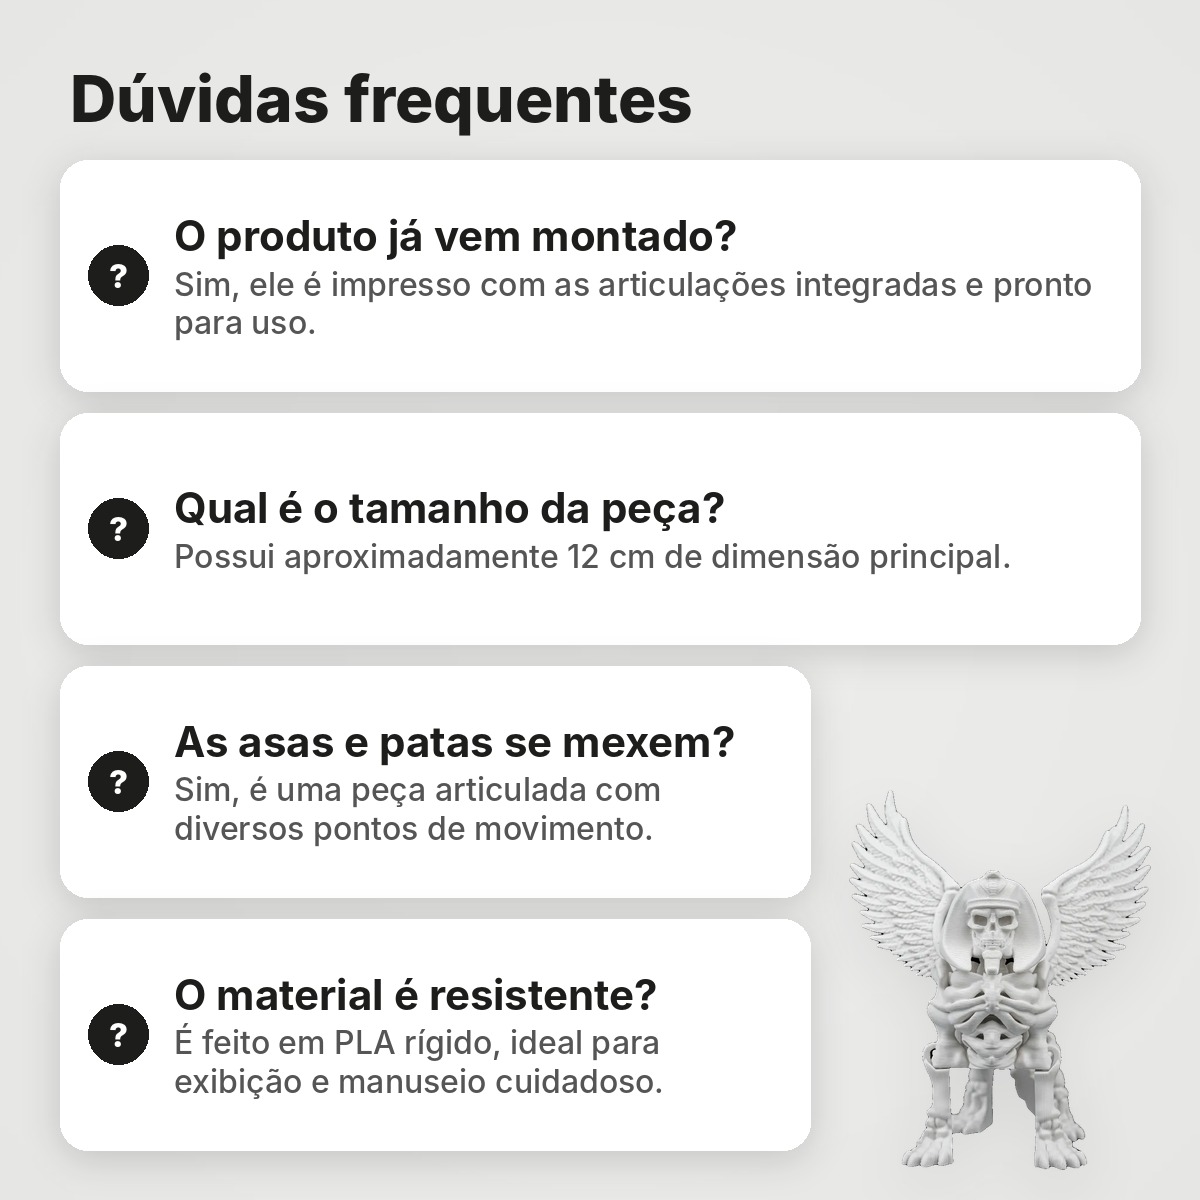 Dúvidas frequentes
?
O produto já vem montado?
Sim, ele é impresso com as articulações integradas e pronto
para uso.
?
Qual é o tamanho da peça?
Possui aproximadamente 12 cm de dimensão principal.
?
As asas e patas se mexem?
Sim, é uma peça articulada com
diversos pontos de movimento.
?
O material é resistente?
É feito em PLA rígido, ideal para
exibição e manuseio cuidadoso.